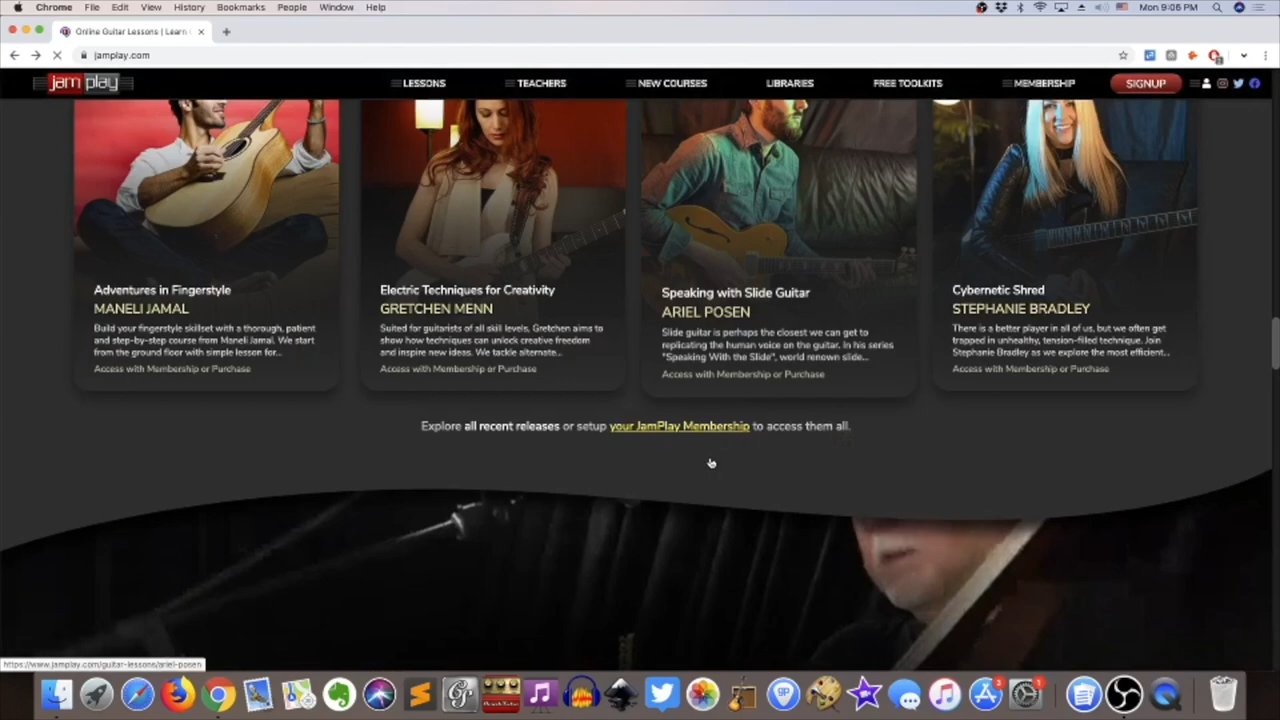 Chrome File Edit View History Bookmarks People Window Help Mon 9:05 PM
Online Guitar Lessons | Learn
jamplay.com
jam play LESSONS TEACHERS NEW COURSES LIBRARIES FREE TOOLKITS MEMBERSHIP SIGNUP
Adventures in Fingerstyle
MANELI JAMAL
Build your fingerstyle skillset with a thorough, patient
and step-by-step course from Maneli Jamal. We start
from the ground floor with simple lesson for...
Access with Membership or Purchase
Electric Techniques for Creativity
GRETCHEN MENN
Suited for guitarists of all skill levels, Gretchen aims to
show how techniques can unlock creative freedom
and inspire new ideas. We tackle alternate...
Access with Membership or Purchase
Speaking with Slide Guitar
ARIEL POSEN
Slide guitar is perhaps the closest we can get to
replicating the human voice on the guitar. In his series
"Speaking With the Slide", world renown slide...
Access with Membership or Purchase
Cybernetic Shred
STEPHANIE BRADLEY
There is a better player in all of us, but we often get
trapped in unhealthy, tension-filled technique. Join
Stephanie Bradley as we explore the most efficient...
Access with Membership or Purchase
Explore all recent releases or setup your JamPlay Membership to access them all.
https://www.jamplay.com/guitar-lessons/ariel-posen